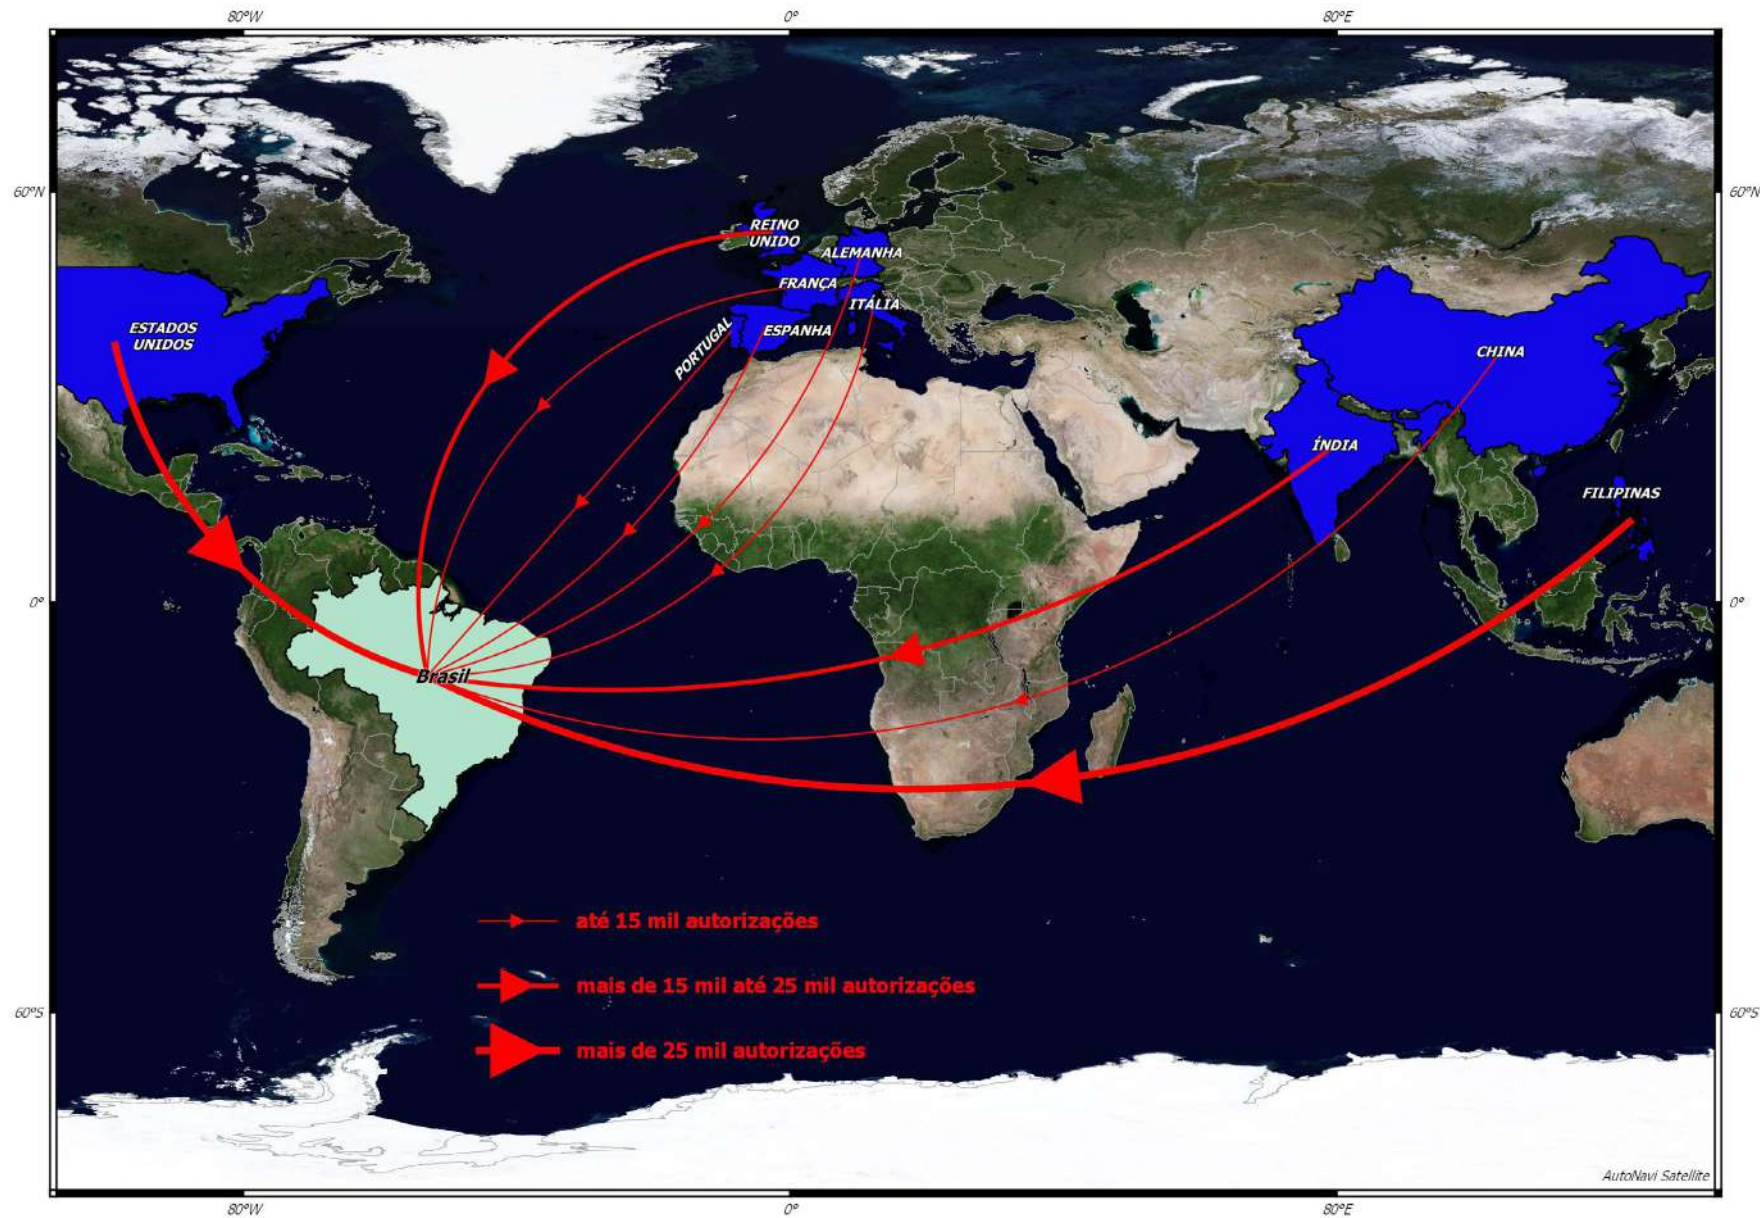 80°W 0° 80°E
60°N 60°N
REINO
UNIDO
ALEMANHA
FRANÇA
ITÁLIA
ESTADOS
UNIDOS
PORTUGAL
ESPANHA
CHINA
ÍNDIA
FILIPINAS
0° 0°
Brasil
até 15 mil autorizações
mais de 15 mil até 25 mil autorizações
60°S 60°S
mais de 25 mil autorizações
AutoNavi Satellite
80°W 0° 80°E